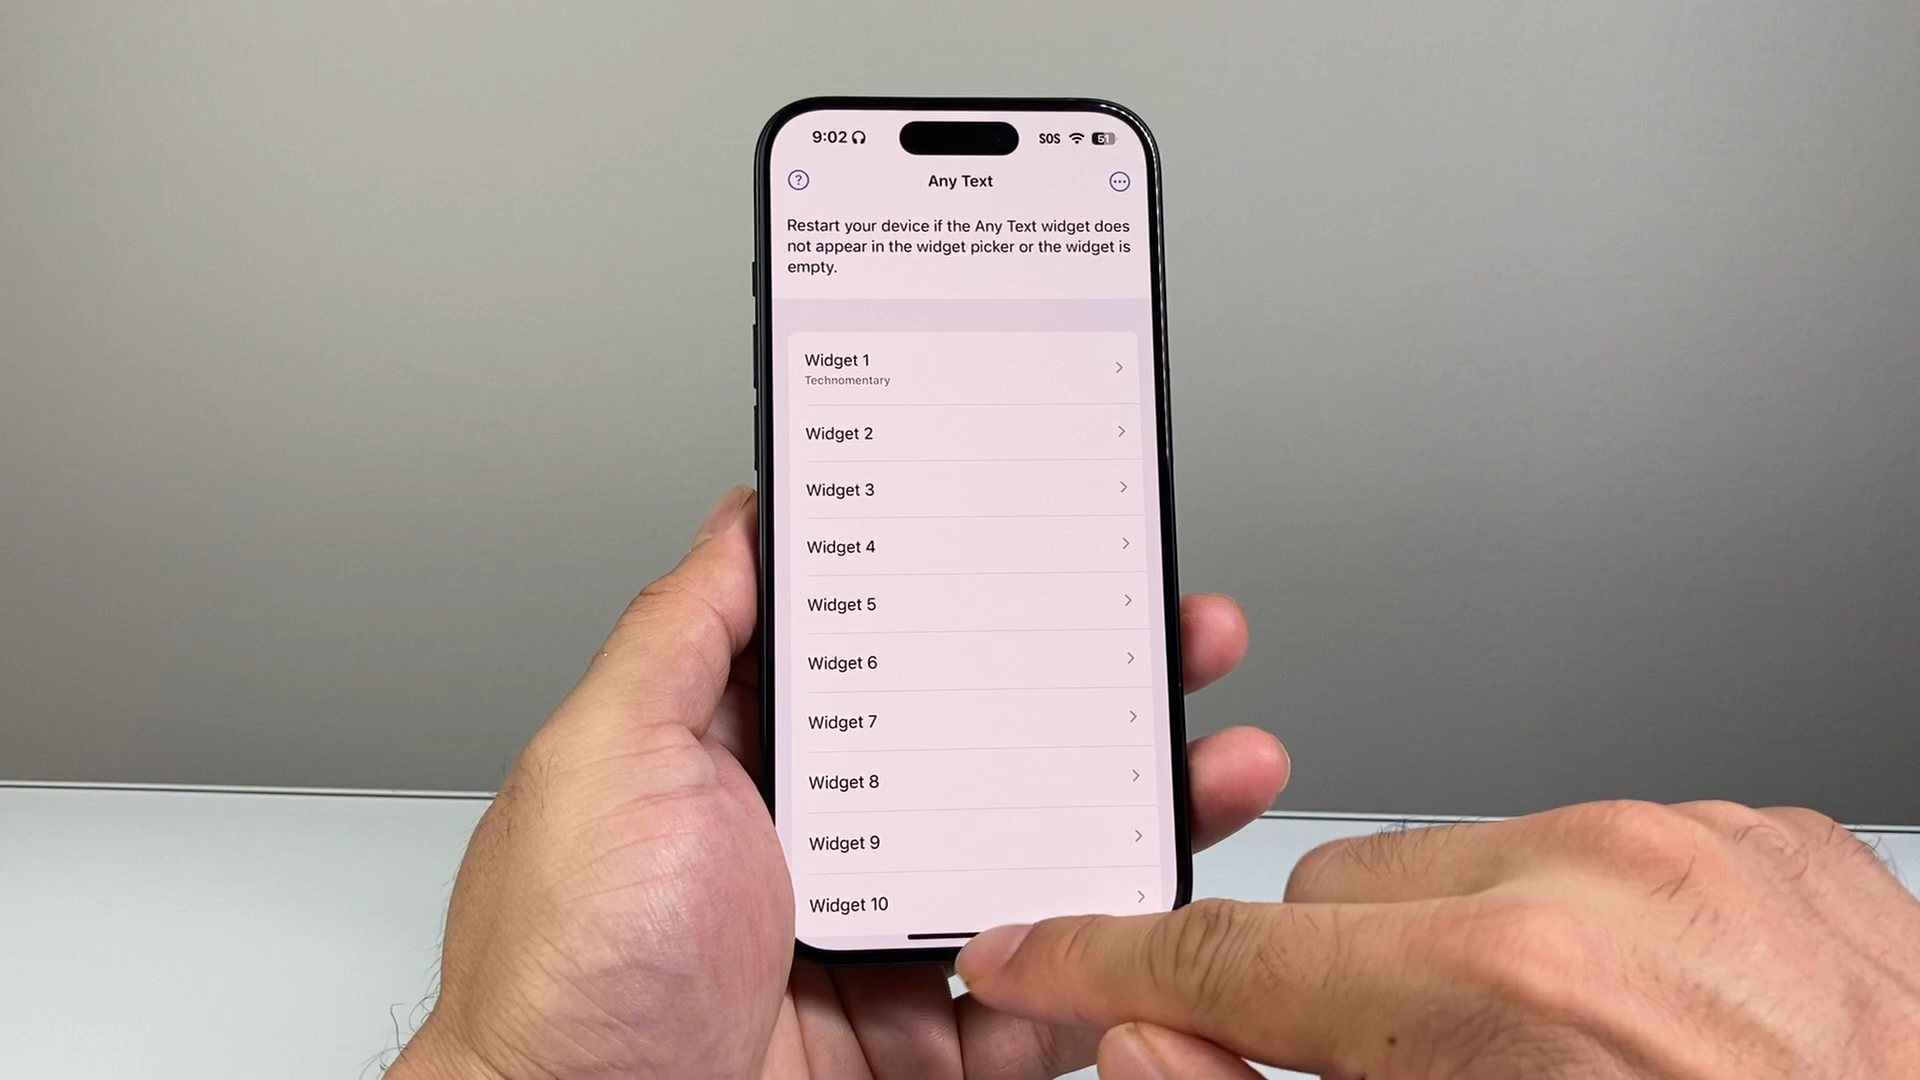 9:02
SOS
61
?
Any Text
Restart your device if the Any Text widget does
not appear in the widget picker or the widget is
empty.
Widget 1
Technomentary
Widget 2
Widget 3
Widget 4
Widget 5
Widget 6
Widget 7
Widget 8
Widget 9
Widget 10